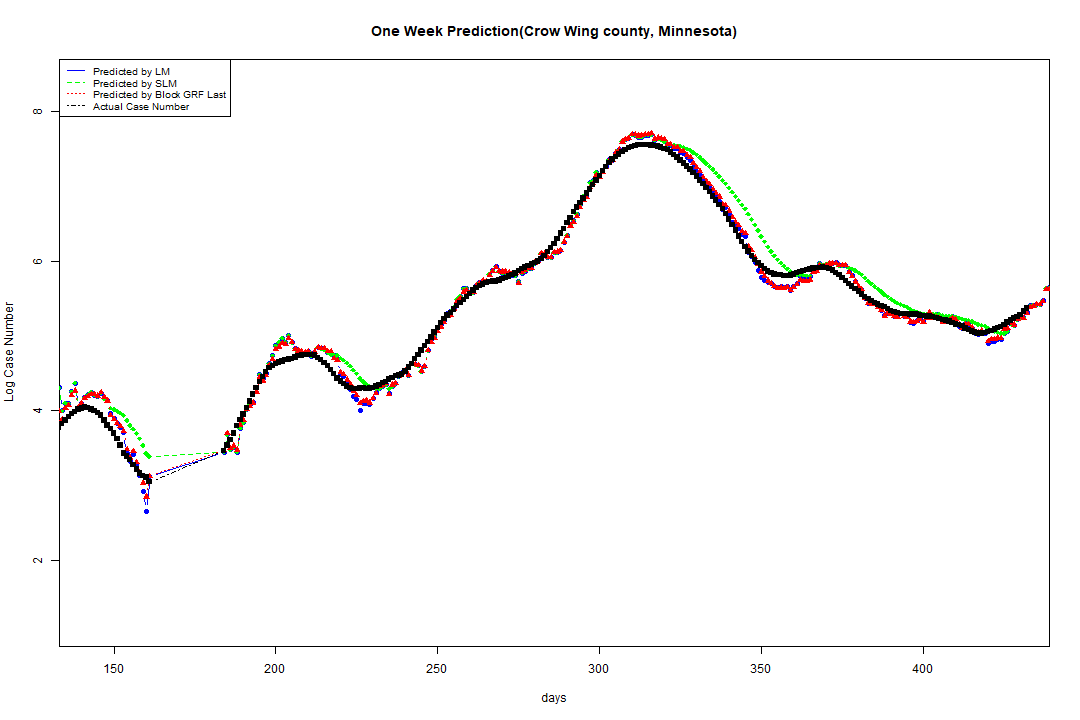 One Week Prediction(Crow Wing county, Minnesota)
Predicted by LM
Predicted by SLM
Predicted by Block GRF Last
Actual Case Number
8
6
4
2
Log Case Number
150 200 250 300 350 400
days